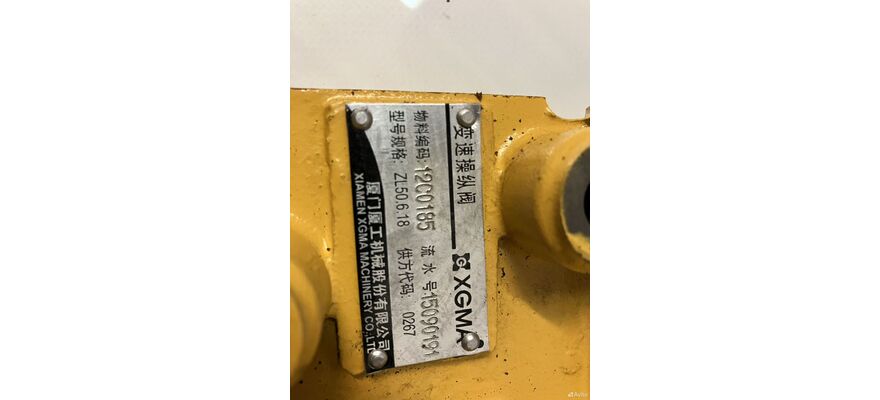 变速操纵阀 XGMA
物料编码: 12C0185 流水号: 15090191
型号规格: ZL50.6.18 供方代码: 0267
厦门厦工机械股份有限公司
XIAMEN XGMA MACHINERY CO.,LTD
Avito